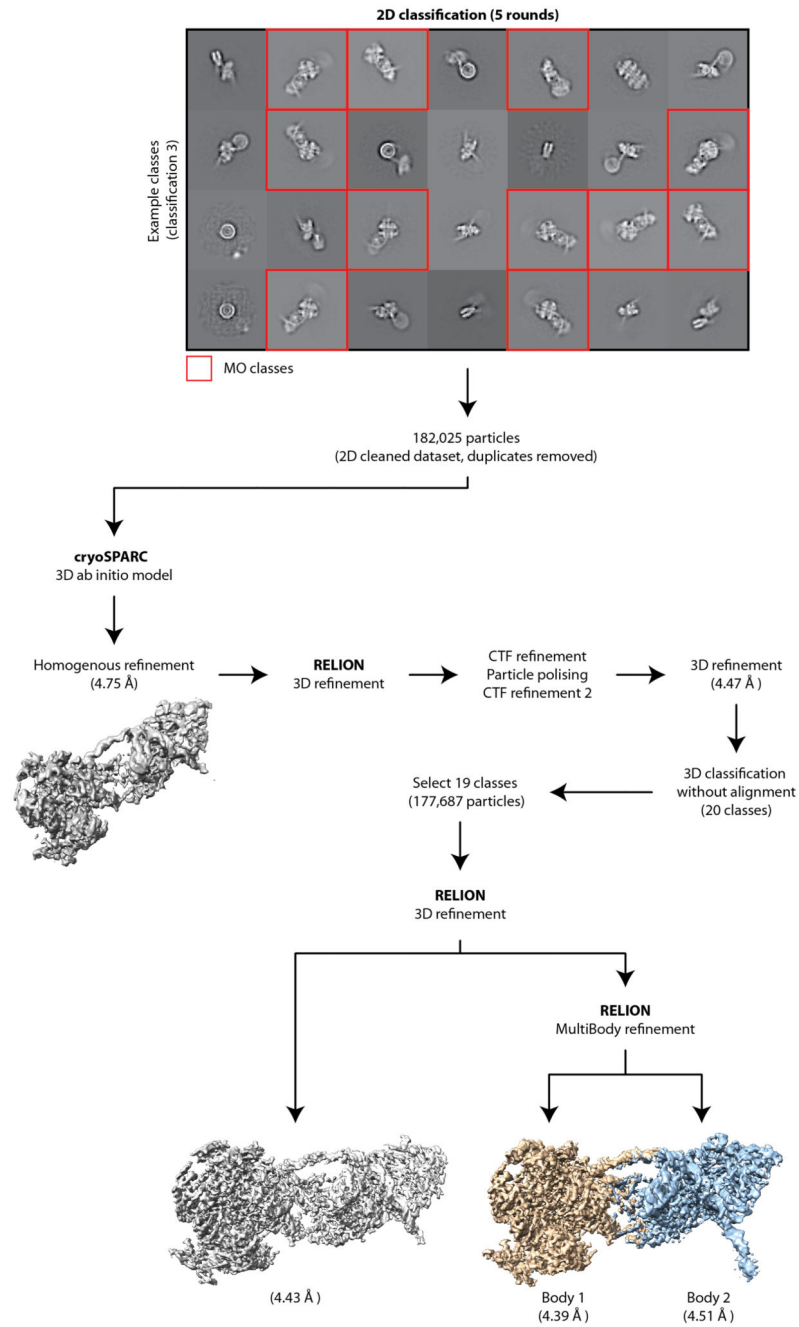 2D classification (5 rounds)
Example classes
(classification 3)
MO classes
182,025 particles
(2D cleaned dataset, duplicates removed)
cryoSPARC
3D ab initio model
Homogenous refinement
(4.75 Å)
RELION
3D refinement
CTF refinement
Particle polising
CTF refinement 2
3D refinement
(4.47 Å )
3D classification
without alignment
(20 classes)
Select 19 classes
(177,687 particles)
RELION
3D refinement
RELION
MultiBody refinement
(4.43 Å )
Body 1
(4.39 Å )
Body 2
(4.51 Å )